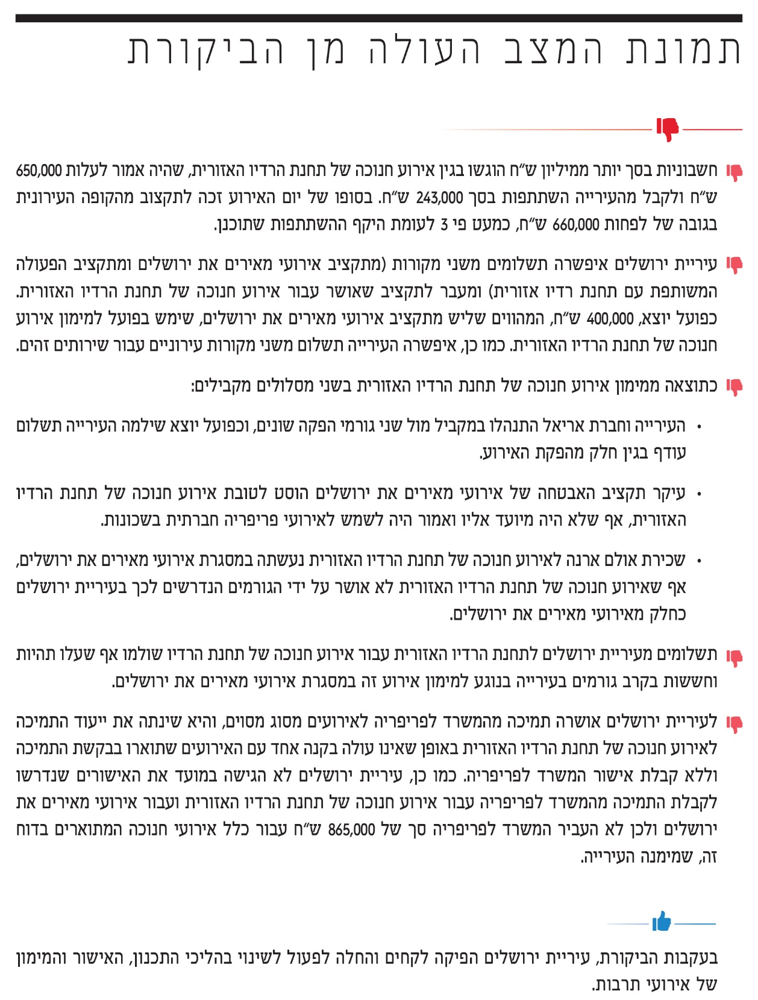 תמונת המצב העולה מן הביקורת
חשבוניות בסך יותר ממיליון ש"ח הוגשו בגין אירוע חנוכה של תחנת הרדיו האזורית, שהיה אמור לעלות 650,000
ש"ח ולקבל מהעירייה השתתפות בסך 243,000 ש"ח. בסופו של יום האירוע זכה לתקצוב מהקופה העירונית
בגובה של לפחות 660,000 ש"ח, כמעט פי 3 לעומת היקף ההשתתפות שתוכנן.
עיריית ירושלים איפשרה תשלומים משני מקורות (מתקציב אירועי מאירים את ירושלים ומתקציב הפעולה
המשותפת עם תחנת רדיו אזורית) ומעבר לתקציב שאושר עבור אירוע חנוכה של תחנת הרדיו האזורית.
כפועל יוצא, 400,000 ש"ח, המהווים שליש מתקציב אירועי מאירים את ירושלים, שימש בפועל למימון אירוע
חנוכה של תחנת הרדיו האזורית. כמו כן, איפשרה העירייה תשלום משני מקורות עירוניים עבור שירותים זהים.
כתוצאה ממימון אירוע חנוכה של תחנת הרדיו האזורית בשני מסלולים מקבילים:
• העירייה וחברת אריאל התנהלו במקביל מול שני גורמי הפקה שונים, וכפועל יוצא שילמה העירייה תשלום
עודף בגין חלק מהפקת האירוע.
• עיקר תקציב האבטחה של אירועי מאירים את ירושלים הוסט לטובת אירוע חנוכה של תחנת הרדיו
האזורית, אף שלא היה מיועד אליו ואמור היה לשמש לאירועי פריפריה חברתית בשכונות.
• שכירת אולם ארנה לאירוע חנוכה של תחנת הרדיו האזורית נעשתה במסגרת אירועי מאירים את ירושלים,
אף שאירוע חנוכה של תחנת הרדיו האזורית לא אושר על ידי הגורמים הנדרשים לכך בעיריית ירושלים
כחלק מאירועי מאירים את ירושלים.
תשלומים מעיריית ירושלים לתחנת הרדיו האזורית עבור אירוע חנוכה של תחנת הרדיו שולמו אף שעלו תהיות
וחששות בקרב גורמים בעירייה בנוגע למימון אירוע זה במסגרת אירועי מאירים את ירושלים.
לעיריית ירושלים אושרה תמיכה מהמשרד לפריפריה לאירועים מסוג מסוים, והיא שינתה את ייעוד התמיכה
לאירוע חנוכה של תחנת הרדיו האזורית באופן שאינו עולה בקנה אחד עם האירועים שתוארו בבקשת התמיכה
וללא קבלת אישור המשרד לפריפריה. כמו כן, עיריית ירושלים לא הגישה במועד את האישורים שנדרשו
לקבלת התמיכה מהמשרד לפריפריה עבור אירוע חנוכה של תחנת הרדיו האזורית ועבור אירועי מאירים את
ירושלים ולכן לא העביר המשרד לפריפריה סך של 865,000 ש"ח עבור כלל אירועי חנוכה המתוארים בדוח
זה, שמימנה העירייה.
בעקבות הביקורת, עיריית ירושלים הפיקה לקחים והחלה לפעול לשינוי בהליכי התכנון, האישור והמימון
של אירועי תרבות.